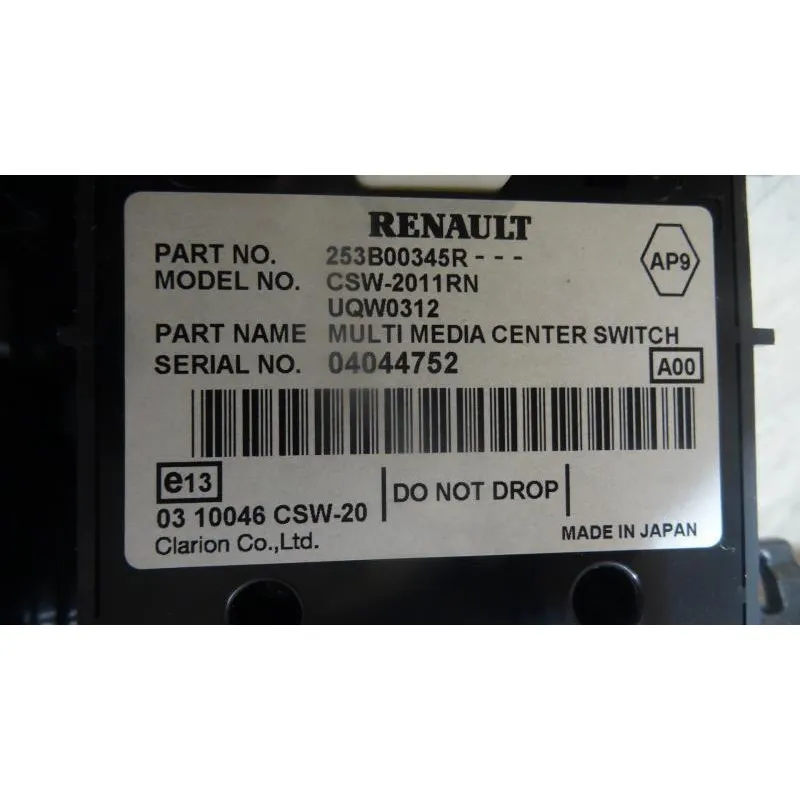 RENAULT
PART NO. 253B00345R - - -
AP9
MODEL NO. CSW-2011RN
UQW0312
PART NAME MULTI MEDIA CENTER SWITCH
SERIAL NO. 04044752
A00
e13
DO NOT DROP
03 10046 CSW-20
Clarion Co.,Ltd.
MADE IN JAPAN